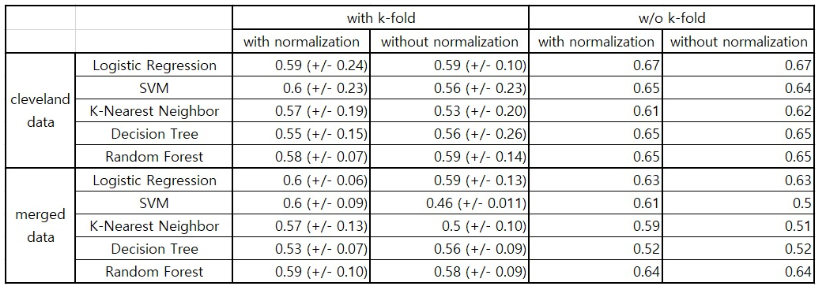 with k-fold w/o k-fold
with normalization without normalization with normalization without normalization
cleveland data
Logistic Regression 0.59 (+/- 0.24) 0.59 (+/- 0.10) 0.67 0.67
SVM 0.6 (+/- 0.23) 0.56 (+/- 0.23) 0.65 0.64
K-Nearest Neighbor 0.57 (+/- 0.19) 0.53 (+/- 0.20) 0.61 0.62
Decision Tree 0.55 (+/- 0.15) 0.56 (+/- 0.26) 0.65 0.65
Random Forest 0.58 (+/- 0.07) 0.59 (+/- 0.14) 0.65 0.65
merged data
Logistic Regression 0.6 (+/- 0.06) 0.59 (+/- 0.13) 0.63 0.63
SVM 0.6 (+/- 0.09) 0.46 (+/- 0.011) 0.61 0.5
K-Nearest Neighbor 0.57 (+/- 0.13) 0.5 (+/- 0.10) 0.59 0.51
Decision Tree 0.53 (+/- 0.07) 0.56 (+/- 0.09) 0.52 0.52
Random Forest 0.59 (+/- 0.10) 0.58 (+/- 0.09) 0.64 0.64